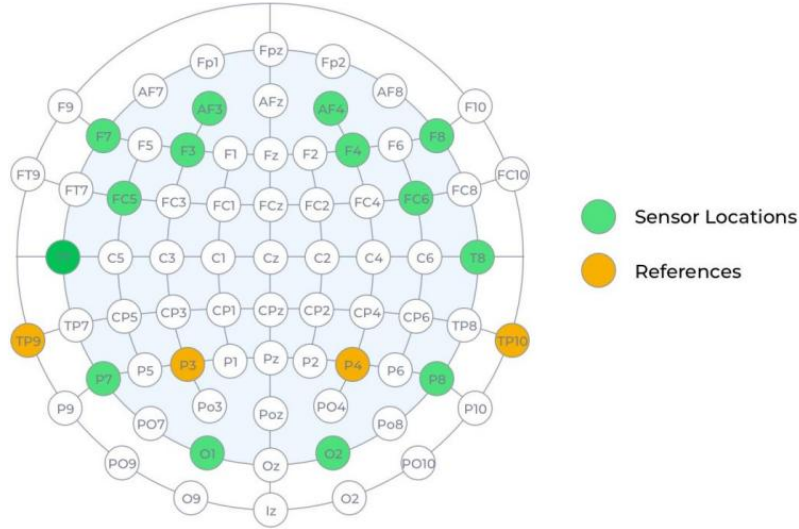 Fpz
Fp1 Fp2
AF7 AF3 AFz AF4 AF8
F9 F10
F7 F5 F3 F1 Fz F2 F4 F6 F8
FT9 FC10
FT7 FC5 FC3 FC1 FCz FC2 FC4 FC6 FC8
Sensor Locations
C5 C3 C1 Cz C2 C4 C6 T8
References
TP7 CP5 CP3 CP1 CPz CP2 CP4 CP6 TP8
TP9 TP10
P7 P5 P3 P1 Pz P2 P4 P6 P8
P9 Po3 Poz PO4 P10
PO7 Po8
O1 Oz O2
PO9 PO10
O9 Iz O2